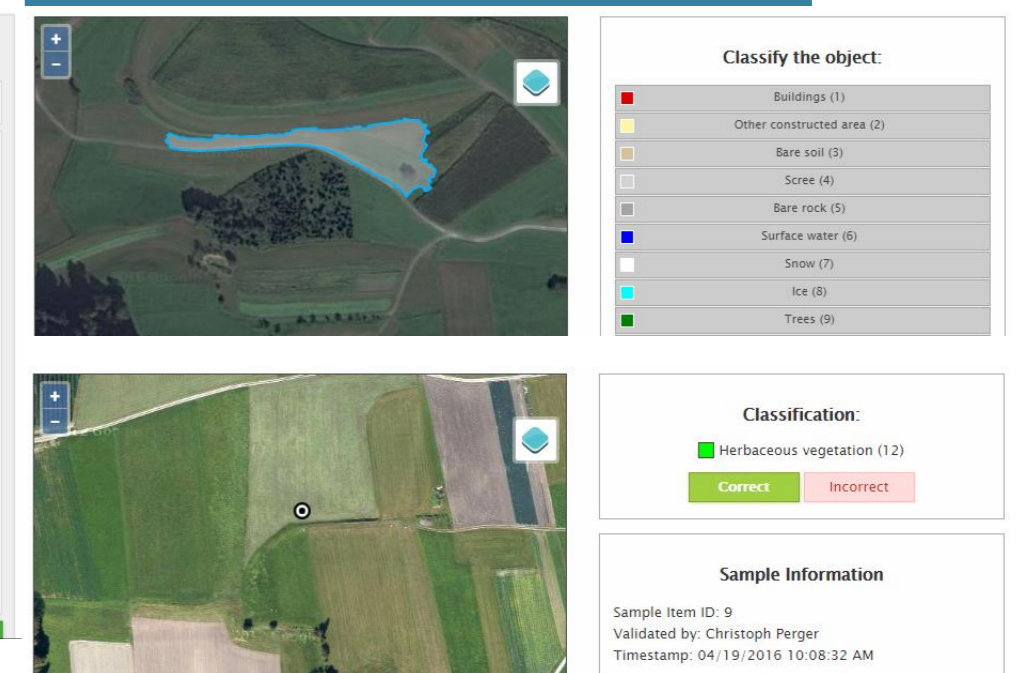 +
-
Classify the object:
Buildings (1)
Other constructed area (2)
Bare soil (3)
Scree (4)
Bare rock (5)
Surface water (6)
Snow (7)
Ice (8)
Trees (9)
+
-
Classification:
Herbaceous vegetation (12)
Correct
Incorrect
Sample Information
Sample Item ID: 9
Validated by: Christoph Perger
Timestamp: 04/19/2016 10:08:32 AM